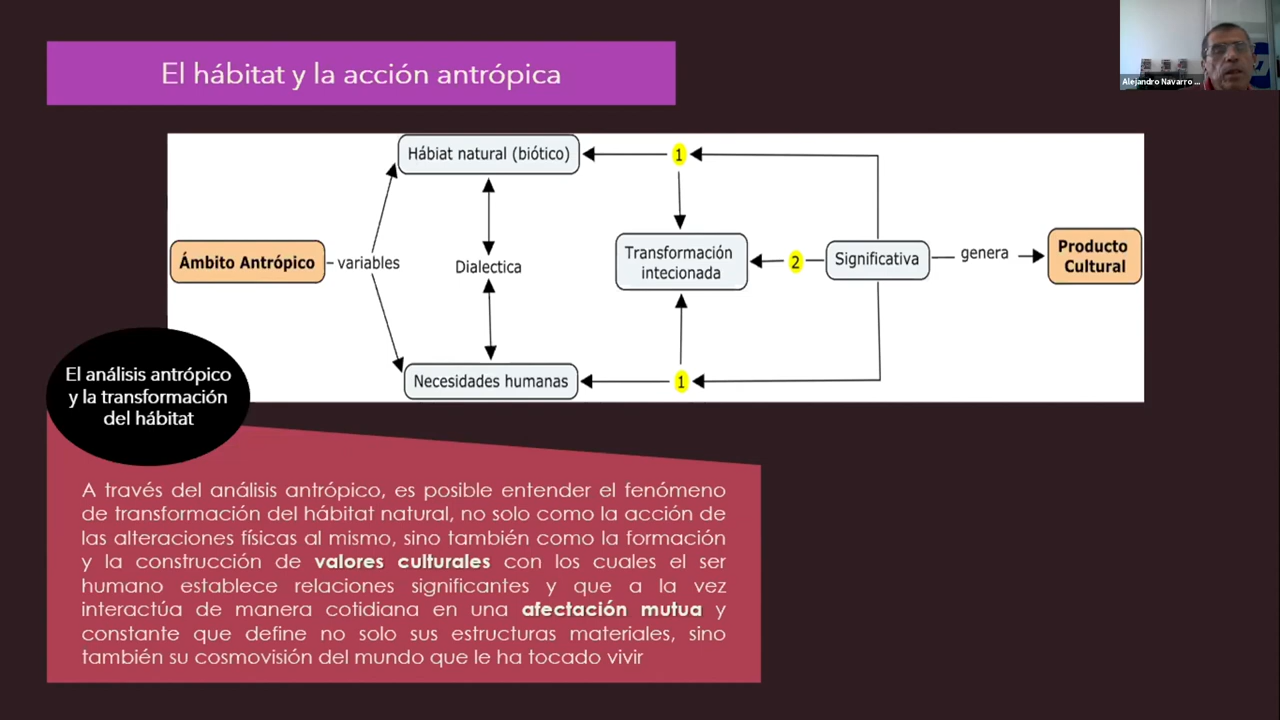 El hábitat y la acción antrópica
Alejandro Navarro ...
Hábiat natural (biótico)
1
Ámbito Antrópico
variables
Dialectica
Transformación
intecionada
2
Significativa
genera
Producto
Cultural
Necesidades humanas
1
El análisis antrópico
y la transformación
del hábitat
A través del análisis antrópico, es posible entender el fenómeno
de transformación del hábitat natural, no solo como la acción de
las alteraciones físicas al mismo, sino también como la formación
y la construcción de valores culturales con los cuales el ser
humano establece relaciones significantes y que a la vez
interactúa de manera cotidiana en una afectación mutua y
constante que define no solo sus estructuras materiales, sino
también su cosmovisión del mundo que le ha tocado vivir